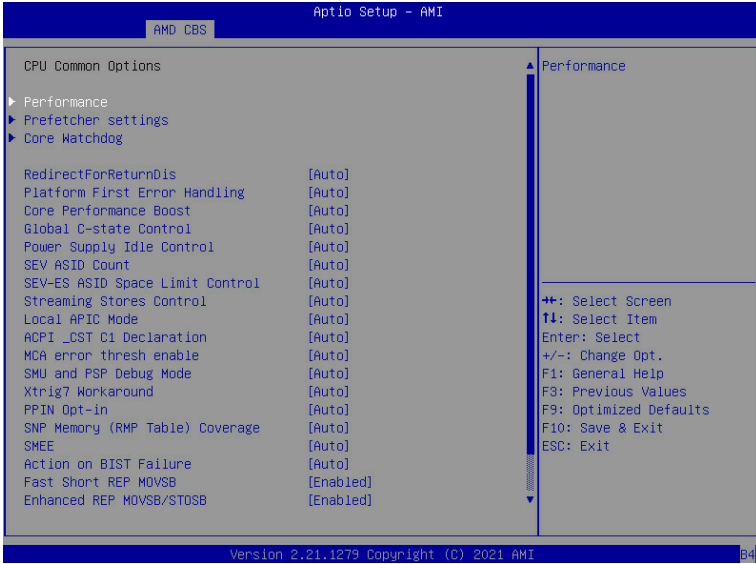 Aptio Setup – AMI
AMD CBS
CPU Common Options
Performance
Prefetcher settings
Core Watchdog
RedirectForReturnDis [Auto]
Platform First Error Handling [Auto]
Core Performance Boost [Auto]
Global C-state Control [Auto]
Power Supply Idle Control [Auto]
SEV ASID Count [Auto]
SEV-ES ASID Space Limit Control [Auto]
Streaming Stores Control [Auto]
Local APIC Mode [Auto]
ACPI _CST C1 Declaration [Auto]
MCA error thresh enable [Auto]
SMU and PSP Debug Mode [Auto]
Xtrig7 Workaround [Auto]
PPIN Opt-in [Auto]
SNP Memory (RMP Table) Coverage [Auto]
SMEE [Auto]
Action on BIST Failure [Auto]
Fast Short REP MOVSB [Enabled]
Enhanced REP MOVSB/STOSB [Enabled]
Performance
→←: Select Screen
↑↓: Select Item
Enter: Select
+/-: Change Opt.
F1: General Help
F3: Previous Values
F9: Optimized Defaults
F10: Save & Exit
ESC: Exit
Version 2.21.1279 Copyright (C) 2021 AMI
B4